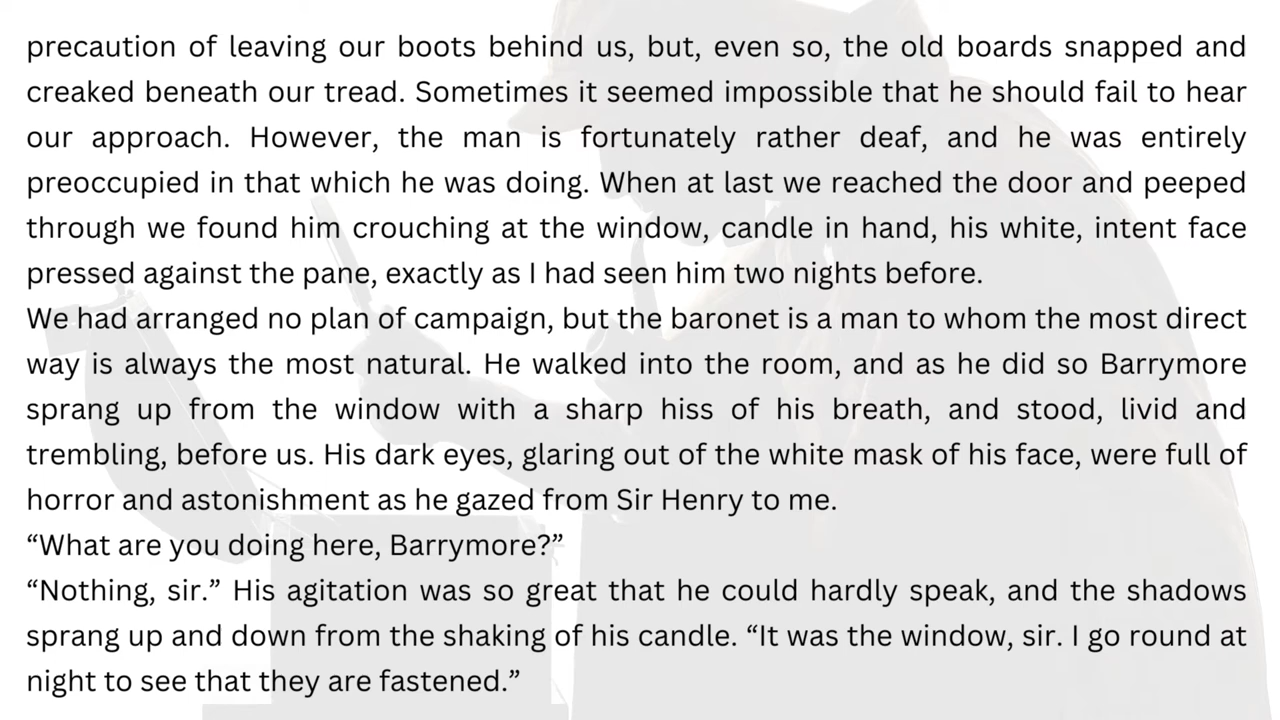 precaution of leaving our boots behind us, but, even so, the old boards snapped and
creaked beneath our tread. Sometimes it seemed impossible that he should fail to hear
our approach. However, the man is fortunately rather deaf, and he was entirely
preoccupied in that which he was doing. When at last we reached the door and peeped
through we found him crouching at the window, candle in hand, his white, intent face
pressed against the pane, exactly as I had seen him two nights before.
We had arranged no plan of campaign, but the baronet is a man to whom the most direct
way is always the most natural. He walked into the room, and as he did so Barrymore
sprang up from the window with a sharp hiss of his breath, and stood, livid and
trembling, before us. His dark eyes, glaring out of the white mask of his face, were full of
horror and astonishment as he gazed from Sir Henry to me.
“What are you doing here, Barrymore?”
“Nothing, sir.” His agitation was so great that he could hardly speak, and the shadows
sprang up and down from the shaking of his candle. “It was the window, sir. I go round at
night to see that they are fastened.”